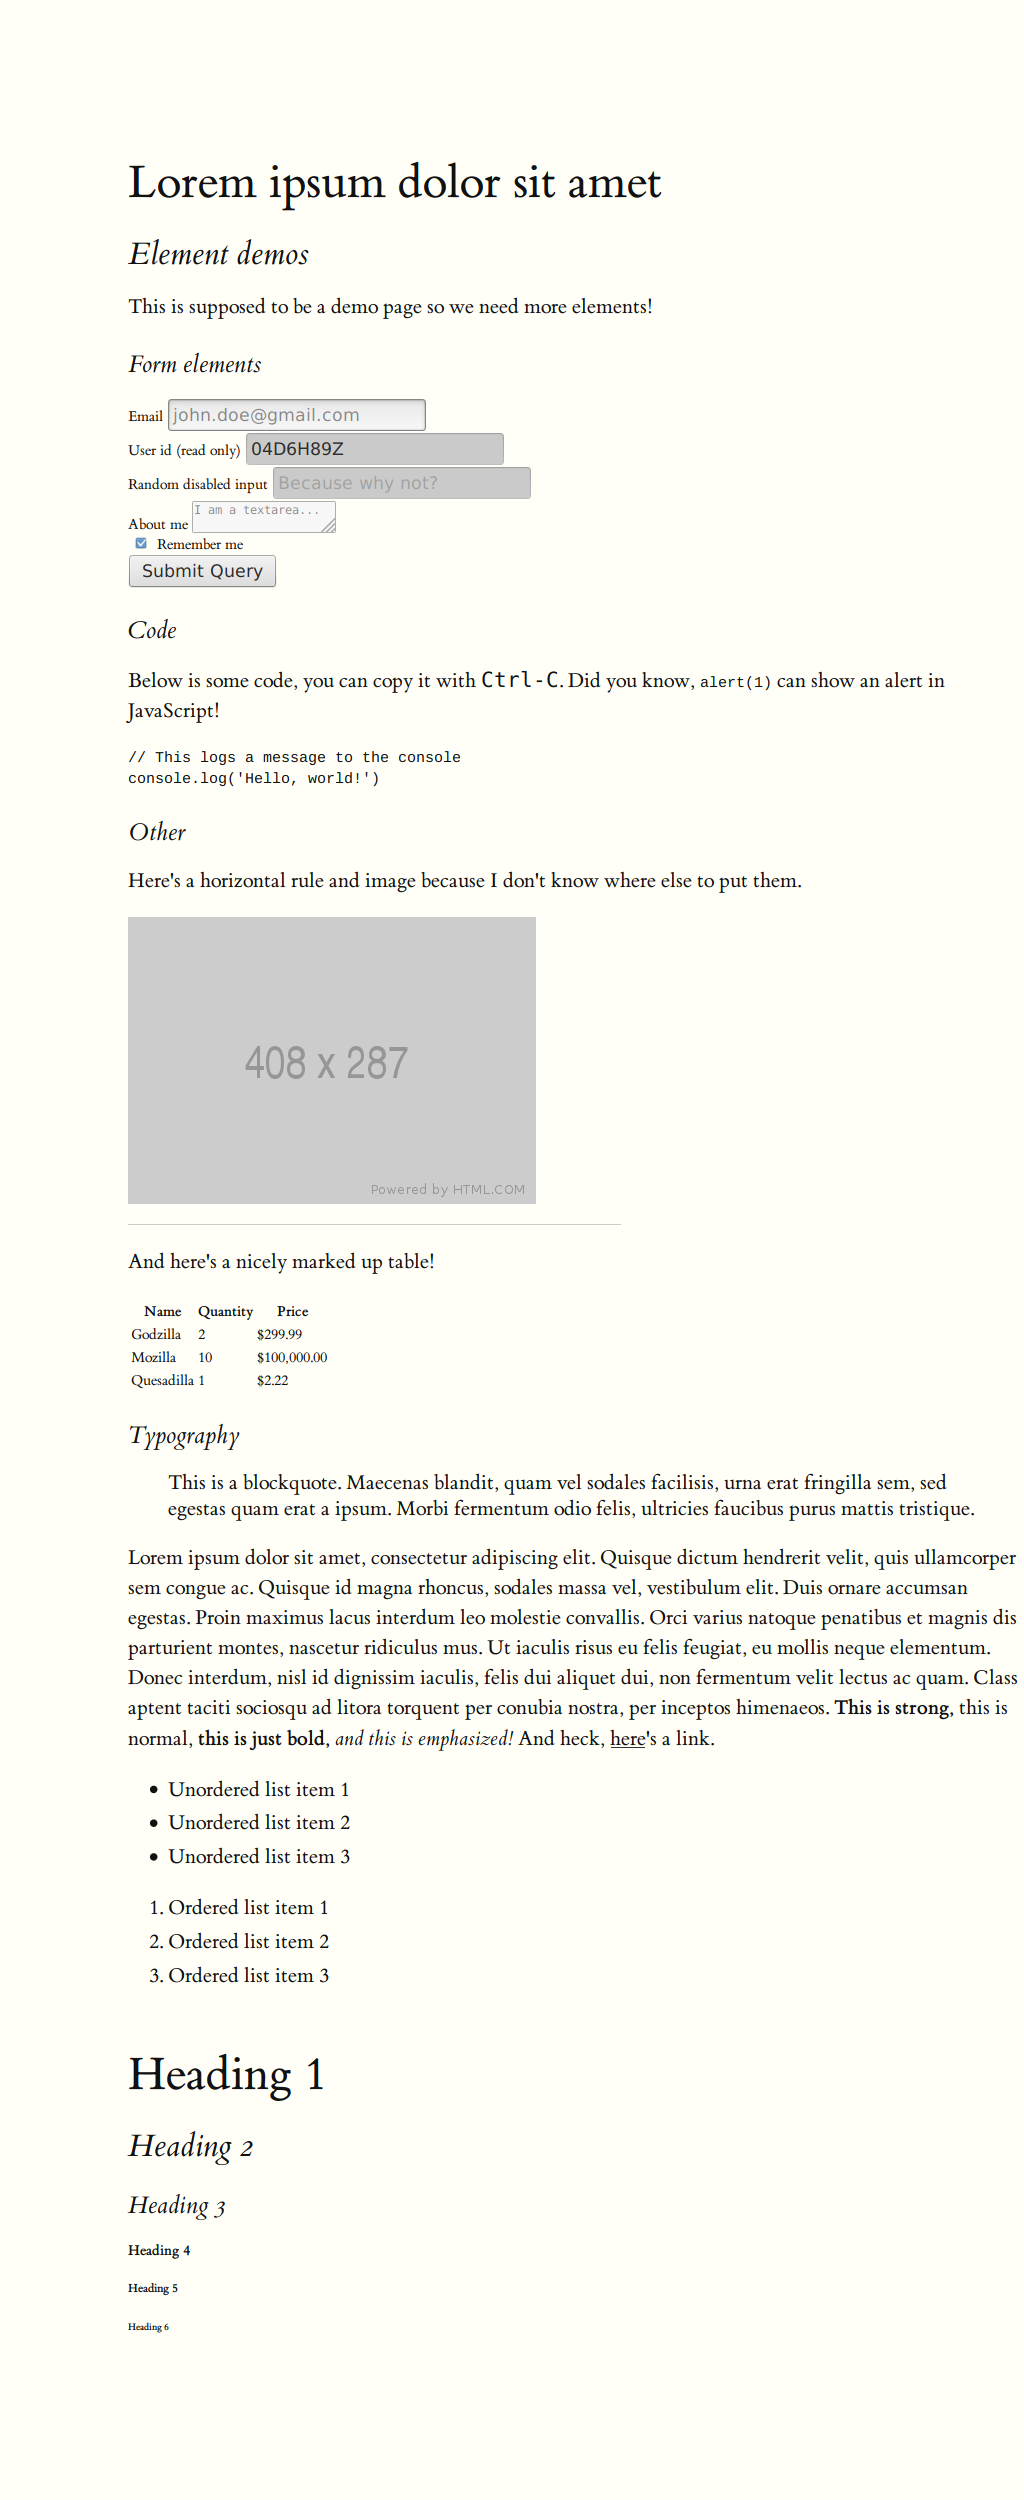 Lorem ipsum dolor sit amet
Element demos
This is supposed to be a demo page so we need more elements!
Form elements
Email john.doe@gmail.com
User id (read only) 04D6H89Z
Random disabled input Because why not?
About me I am a textarea...
Remember me
Submit Query
Code
Below is some code, you can copy it with Ctrl-C. Did you know, alert(1) can show an alert in
JavaScript!
// This logs a message to the console
console.log('Hello, world!')
Other
Here's a horizontal rule and image because I don't know where else to put them.
408 x 287
Powered by HTML.COM
And here's a nicely marked up table!
Name Quantity Price
Godzilla 2 $299.99
Mozilla 10 $100,000.00
Quesadilla 1 $2.22
Typography
This is a blockquote. Maecenas blandit, quam vel sodales facilisis, urna erat fringilla sem, sed
egestas quam erat a ipsum. Morbi fermentum odio felis, ultricies faucibus purus mattis tristique.
Lorem ipsum dolor sit amet, consectetur adipiscing elit. Quisque dictum hendrerit velit, quis ullamcorper
sem congue ac. Quisque id magna rhoncus, sodales massa vel, vestibulum elit. Duis ornare accumsan
egestas. Proin maximus lacus interdum leo molestie convallis. Orci varius natoque penatibus et magnis dis
parturient montes, nascetur ridiculus mus. Ut iaculis risus eu felis feugiat, eu mollis neque elementum.
Donec interdum, nisl id dignissim iaculis, felis dui aliquet dui, non fermentum velit lectus ac quam. Class
aptent taciti sociosqu ad litora torquent per conubia nostra, per inceptos himenaeos. This is strong, this is
normal, this is just bold, and this is emphasized! And heck, here's a link.
• Unordered list item 1
• Unordered list item 2
• Unordered list item 3
1. Ordered list item 1
2. Ordered list item 2
3. Ordered list item 3
Heading 1
Heading 2
Heading 3
Heading 4
Heading 5
Heading 6